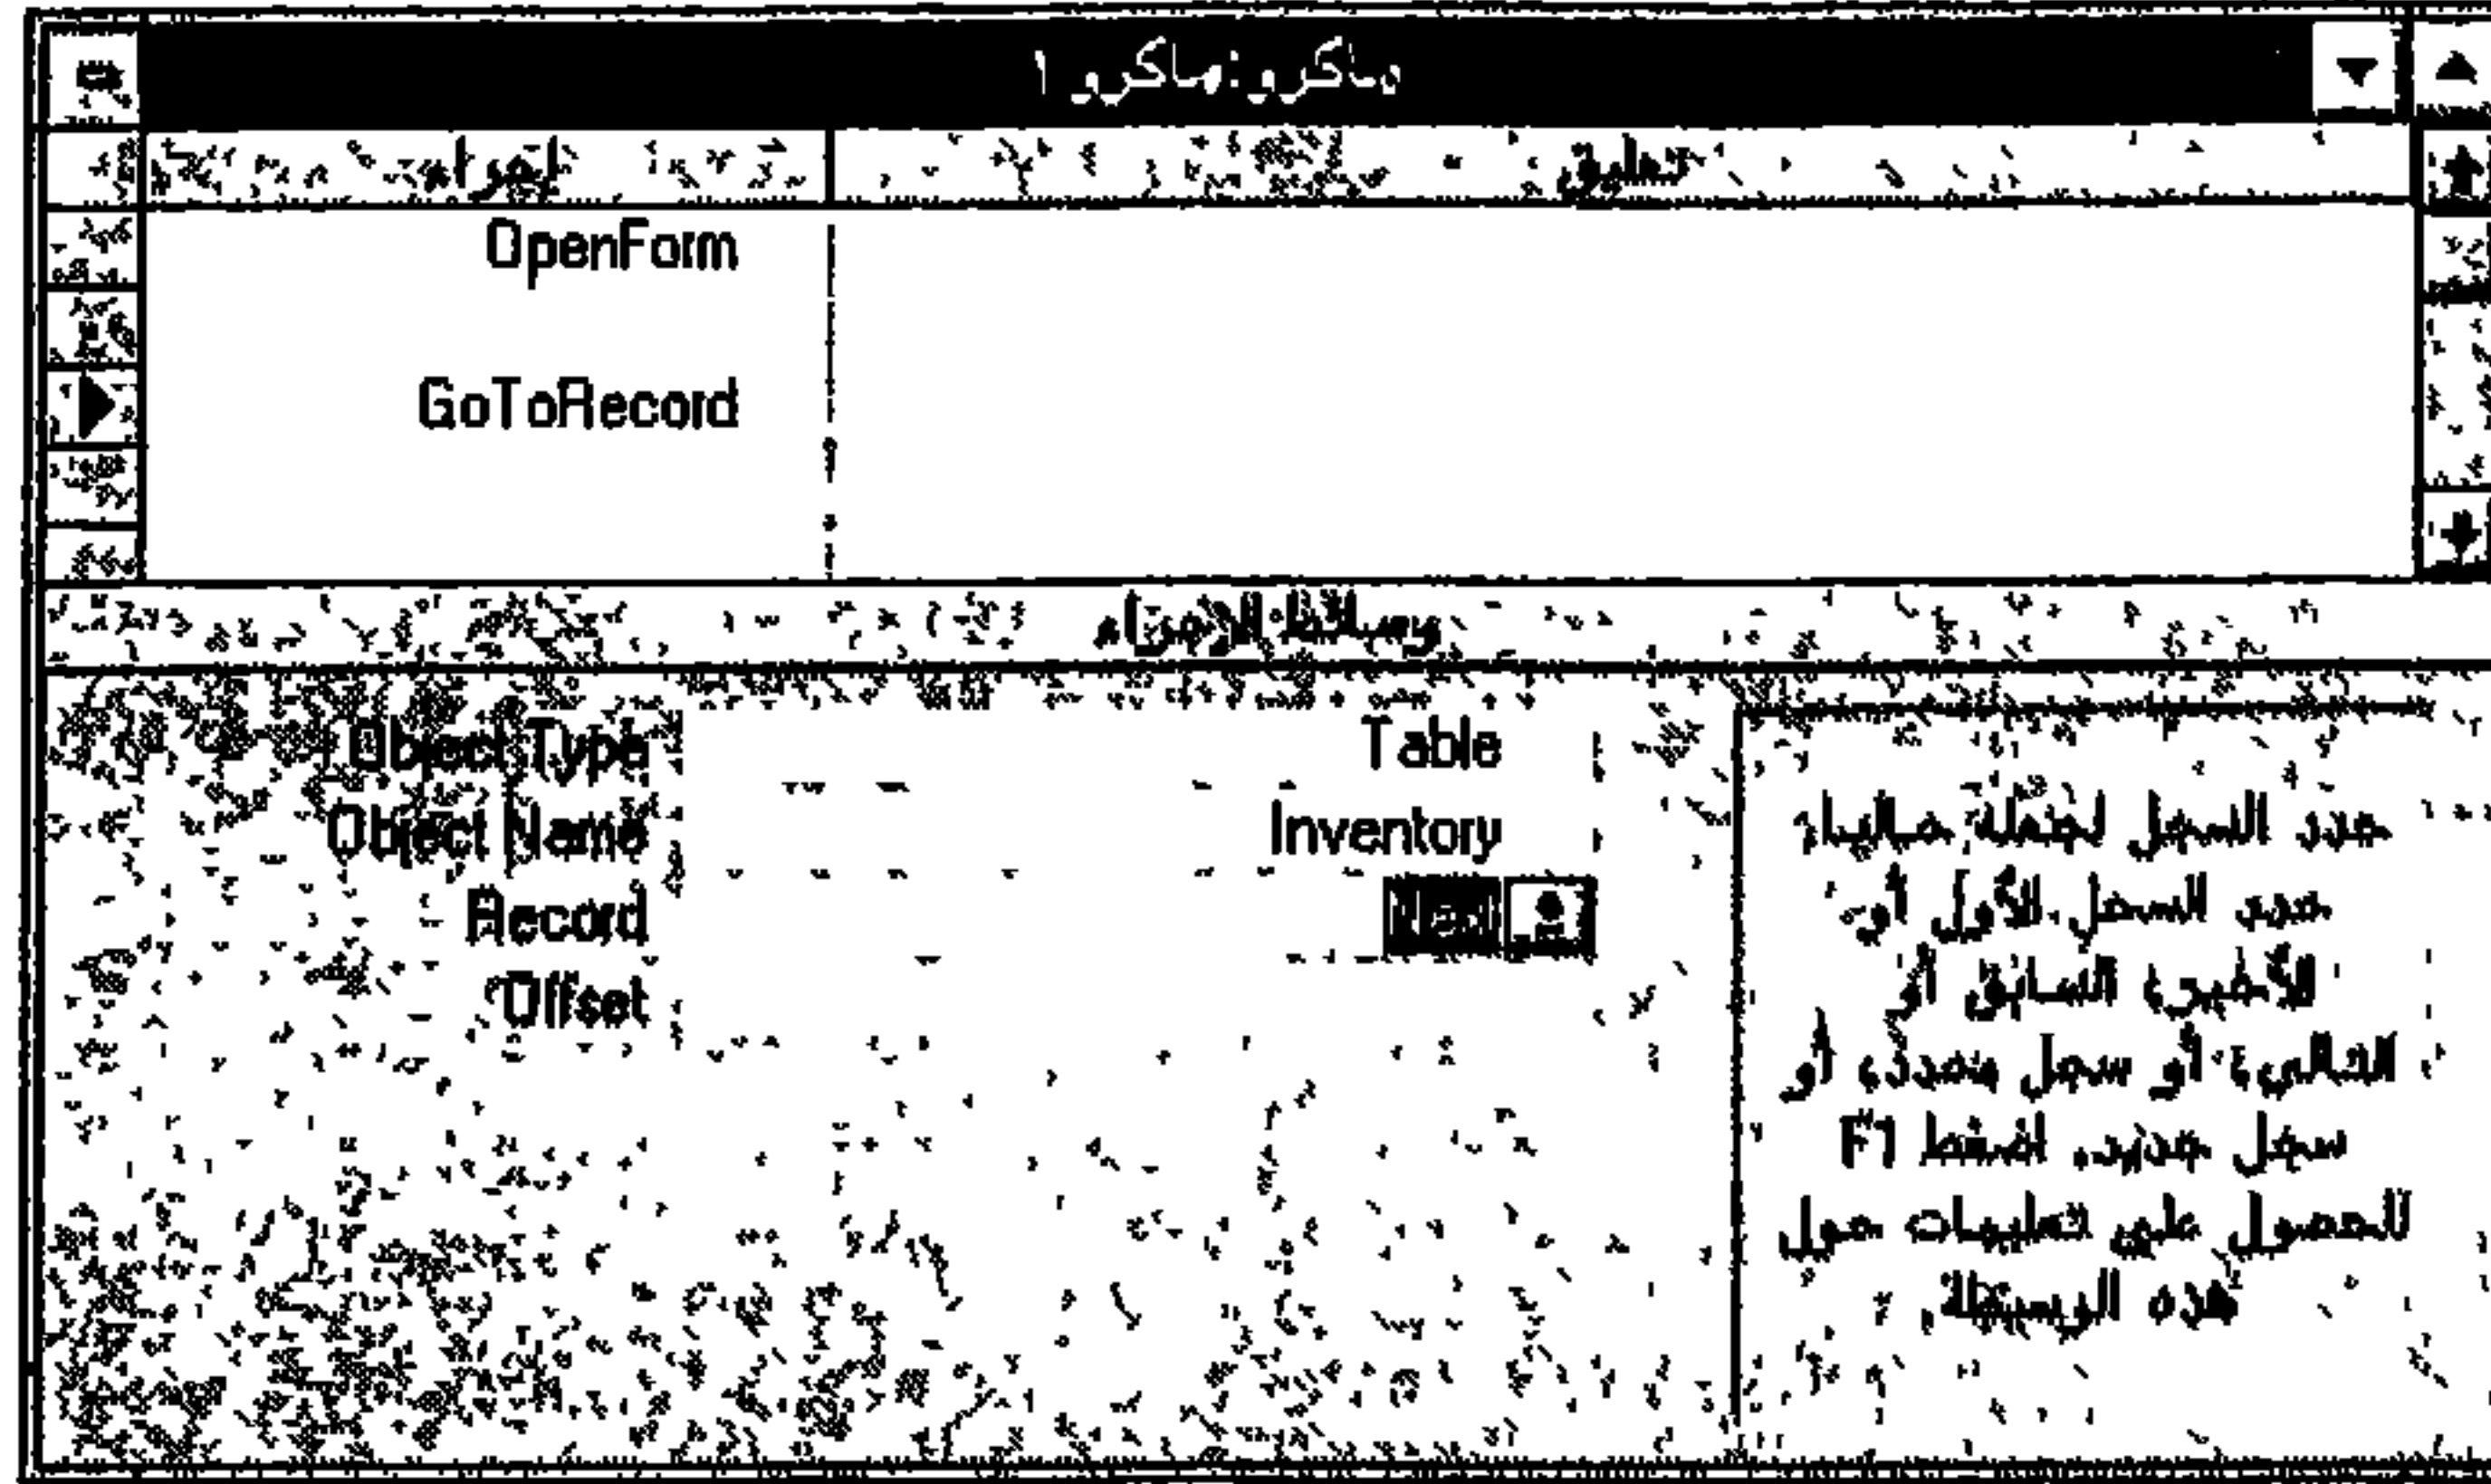 ماكرو:ماكرو ١
إجراء تعليق
OpenForm
GoToRecord
وسائط الإجراء
Object Type Table
Object Name Inventory
Record
Offset
حدد السجل لجعله حالياً،
حدد السجل الأول أو
الأخير، السابق أو
التالي، أو سجل محدد، أو
سجل جديد. اضغط F1
للحصول على تعليمات حول
هذه الوسيطة.